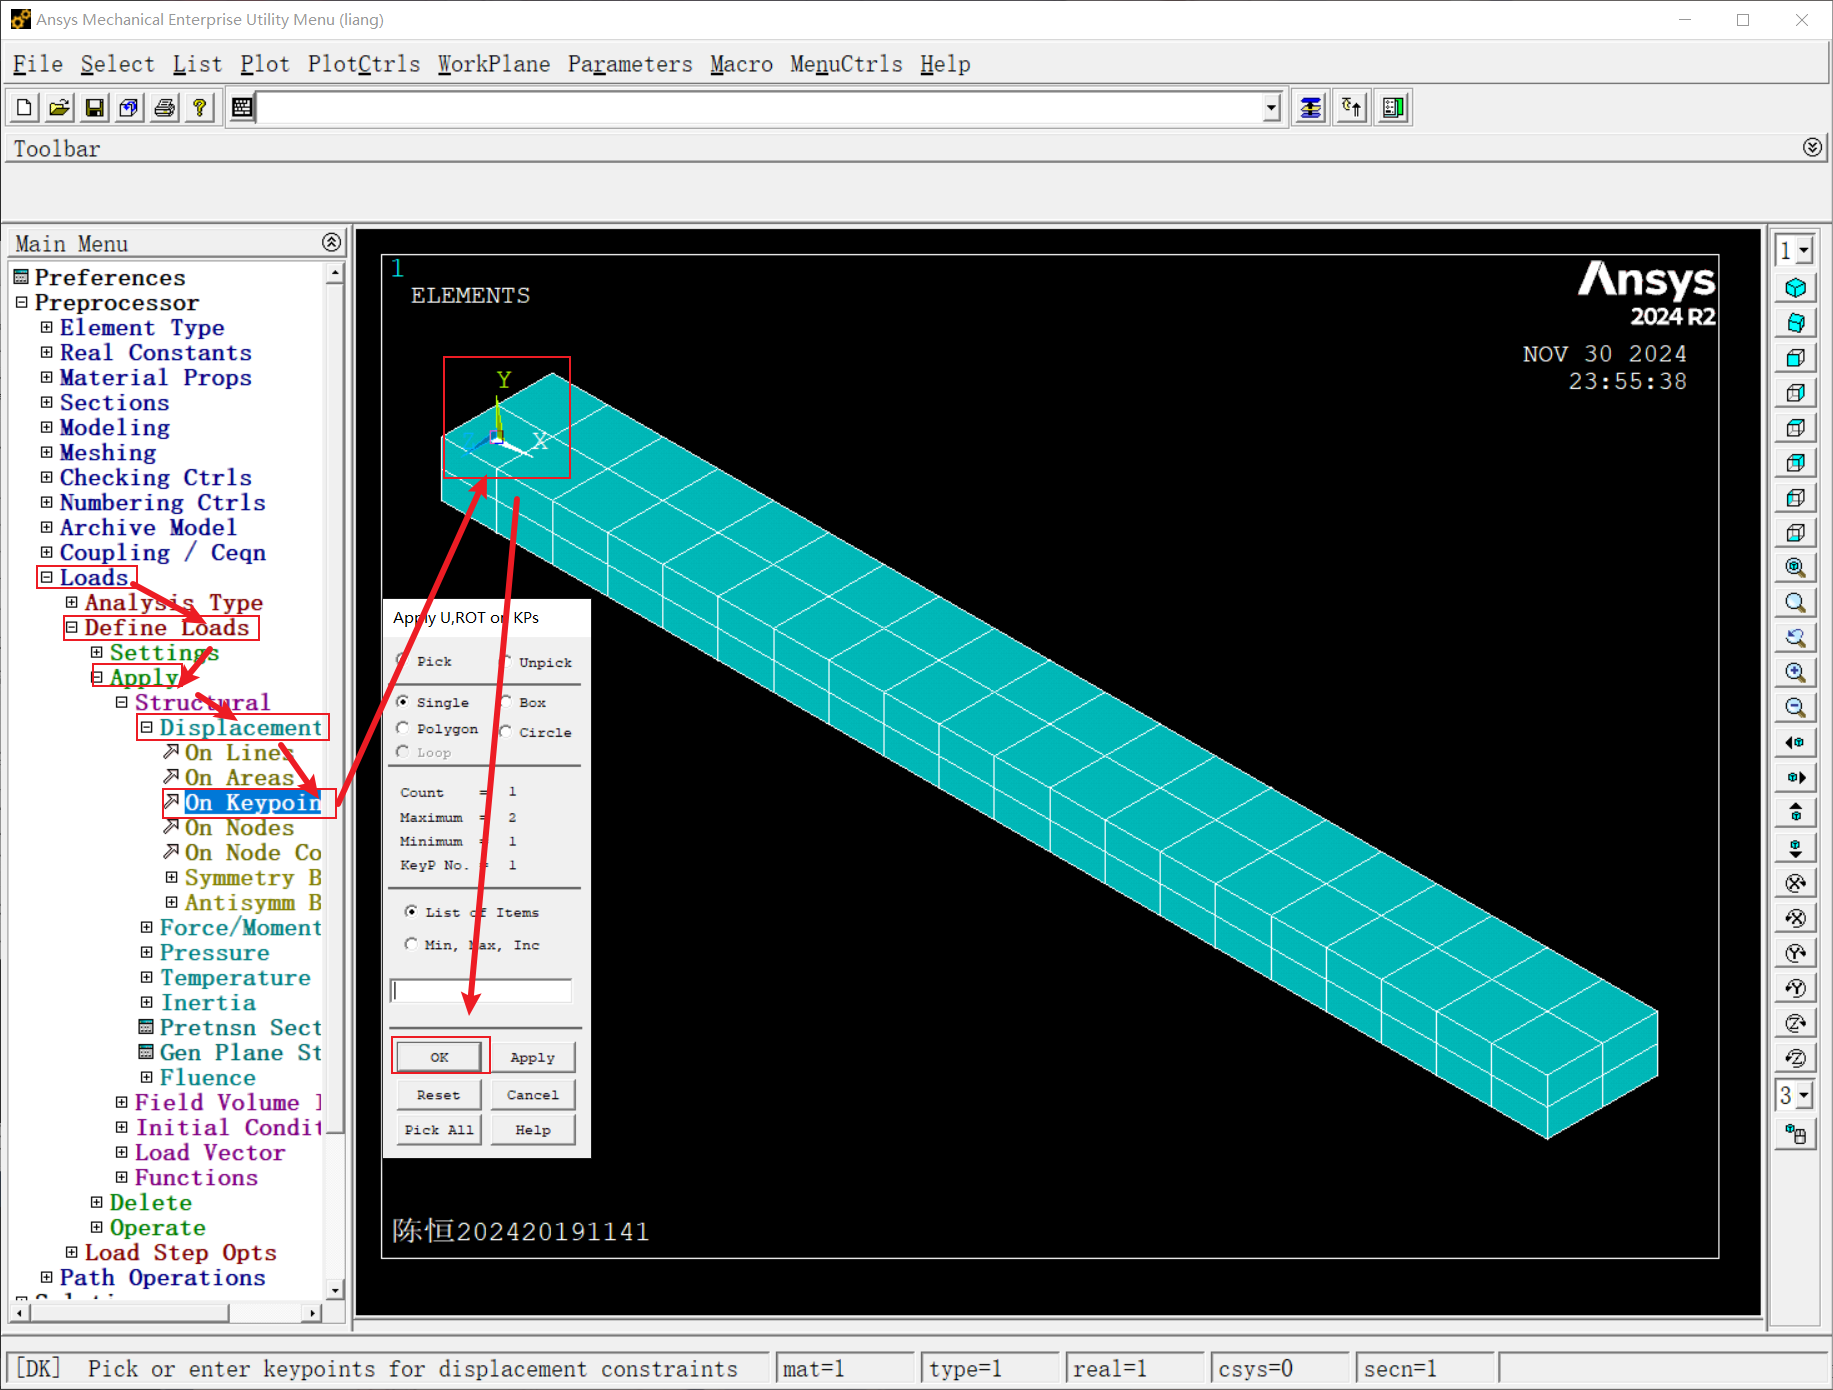 Ansys Mechanical Enterprise Utility Menu (liang)
File Select List Plot PlotCtrls WorkPlane Parameters Macro MenuCtrls Help
Toolbar
Main Menu
Preferences
Preprocessor
Element Type
Real Constants
Material Props
Sections
Modeling
Meshing
Checking Ctrls
Numbering Ctrls
Archive Model
Coupling / Ceqn
Loads
Analysis Type
Define Loads
Settings
Apply
Structural
Displacement
On Lines
On Areas
On Keypoin
On Nodes
On Node Co
Symmetry B
Antisymm B
Force/Moment
Pressure
Temperature
Inertia
Pretnsn Sect
Gen Plane St
Fluence
Field Volume I
Initial Condit
Load Vector
Functions
Delete
Operate
Load Step Opts
Path Operations
1
ELEMENTS
Ansys
2024 R2
NOV 30 2024
23:55:38
Y
X
Apply U,ROT on KPs
Pick Unpick
Single Box
Polygon Circle
Loop
Count = 1
Maximum = 2
Minimum = 1
KeyP No. = 1
List of Items
Min, Max, Inc
OK Apply
Reset Cancel
Pick All Help
陈恒202420191141
1
3
[DK] Pick or enter keypoints for displacement constraints
mat=1 type=1 real=1 csys=0 secn=1